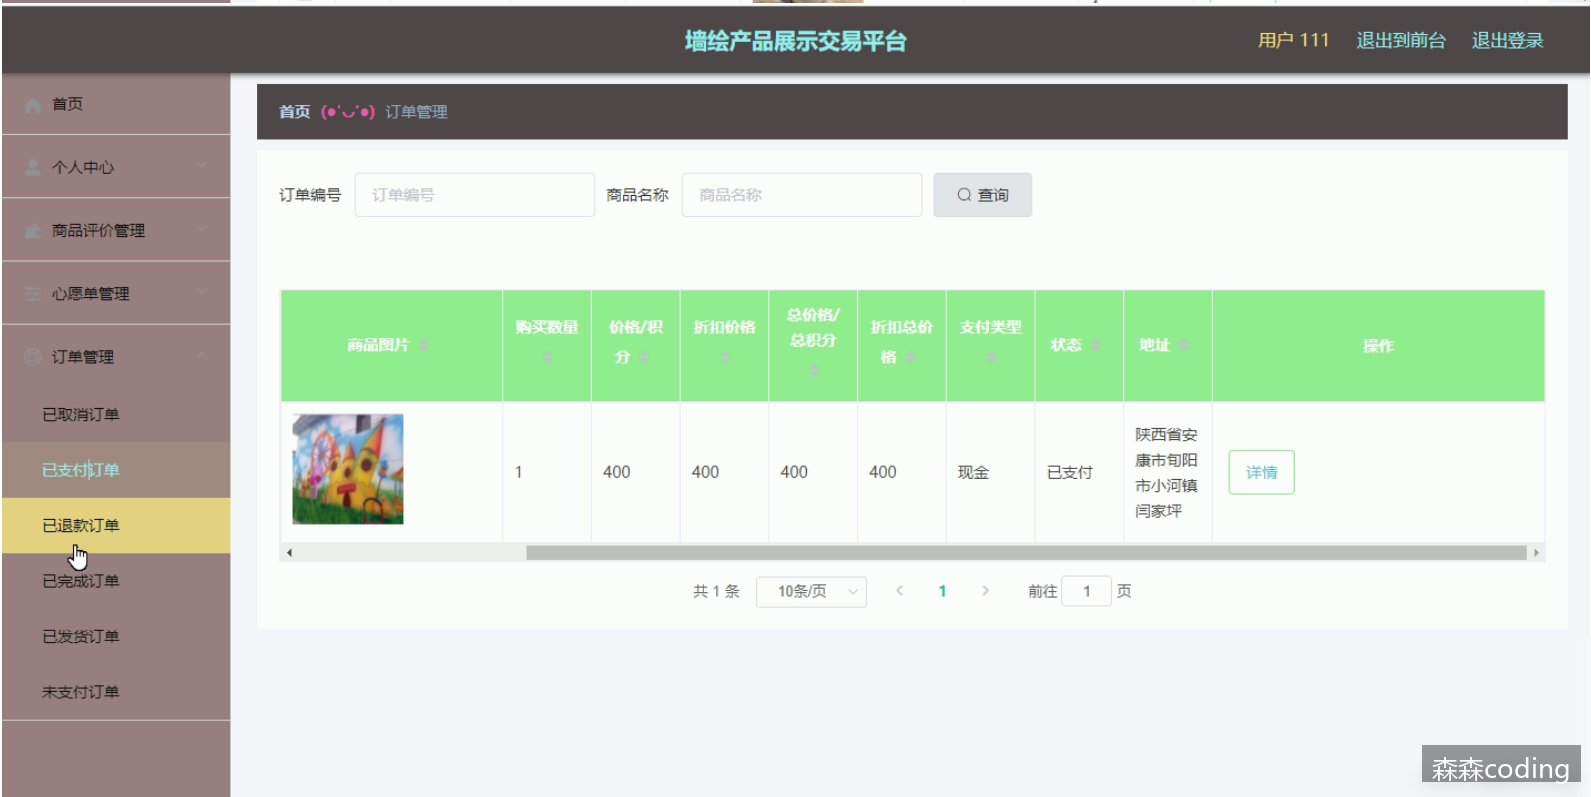 墙绘产品展示交易平台
用户 111
退出到前台
退出登录
首页
个人中心
商品评价管理
心愿单管理
订单管理
已取消订单
已支付订单
已退款订单
已完成订单
已发货订单
未支付订单
首页 (●'◡'●) 订单管理
订单编号 订单编号 商品名称 商品名称 查询
商品图片
购买数量
价格/积
分
折扣价格
总价格/
总积分
折扣总价
格
支付类型
状态
地址
操作
1
400
400
400
400
现金
已支付
陕西省安
康市旬阳
市小河镇
闫家坪
详情
共 1 条 10条/页 1 前往 1 页
森森coding